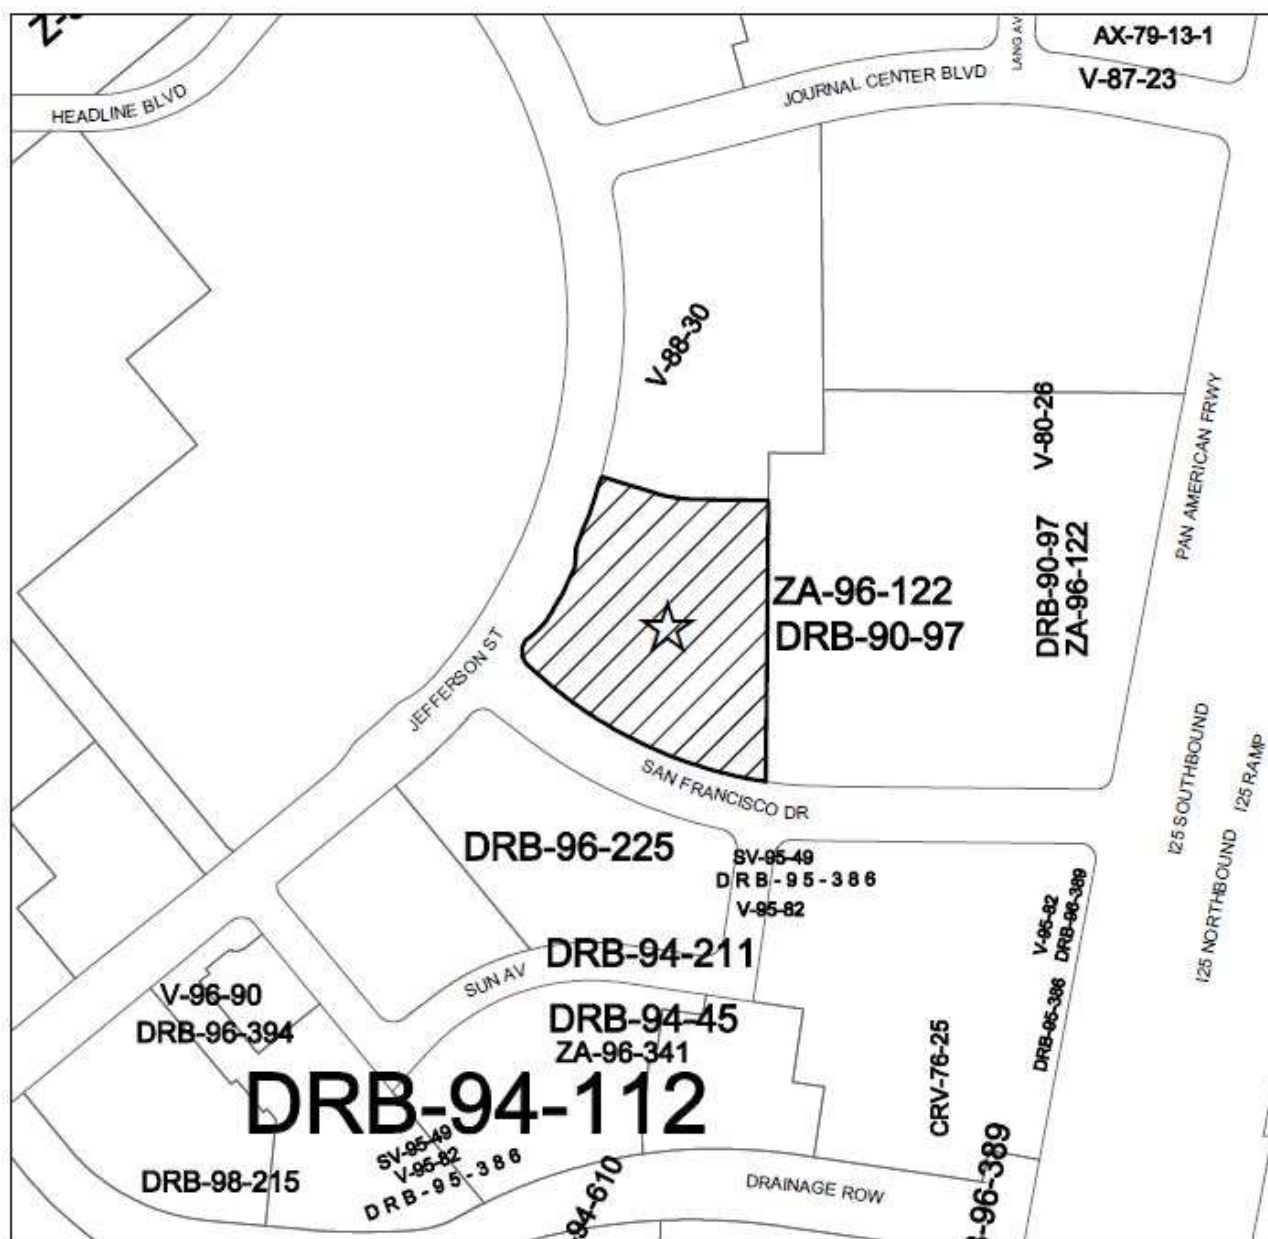 HEADLINE BLVD
JOURNAL CENTER BLVD
LANG AV
AX-79-13-1
V-87-23
V-88-30
V-80-26
PAN AMERICAN FRWY
ZA-96-122
DRB-90-97
DRB-90-97
ZA-96-122
JEFFERSON ST
SAN FRANCISCO DR
I25 SOUTHBOUND
I25 RAMP
I25 NORTHBOUND
DRB-96-225
SV-95-49
DRB-95-386
V-95-82
V-95-82
DRB-96-389
DRB-94-211
SUN AV
V-96-90
DRB-96-394
DRB-94-45
ZA-96-341
DRB-95-386
CRV-76-25
DRB-94-112
SV-95-49
V-95-82
DRB-95-386
DRB-98-215
94-610
DRAINAGE ROW
-96-389